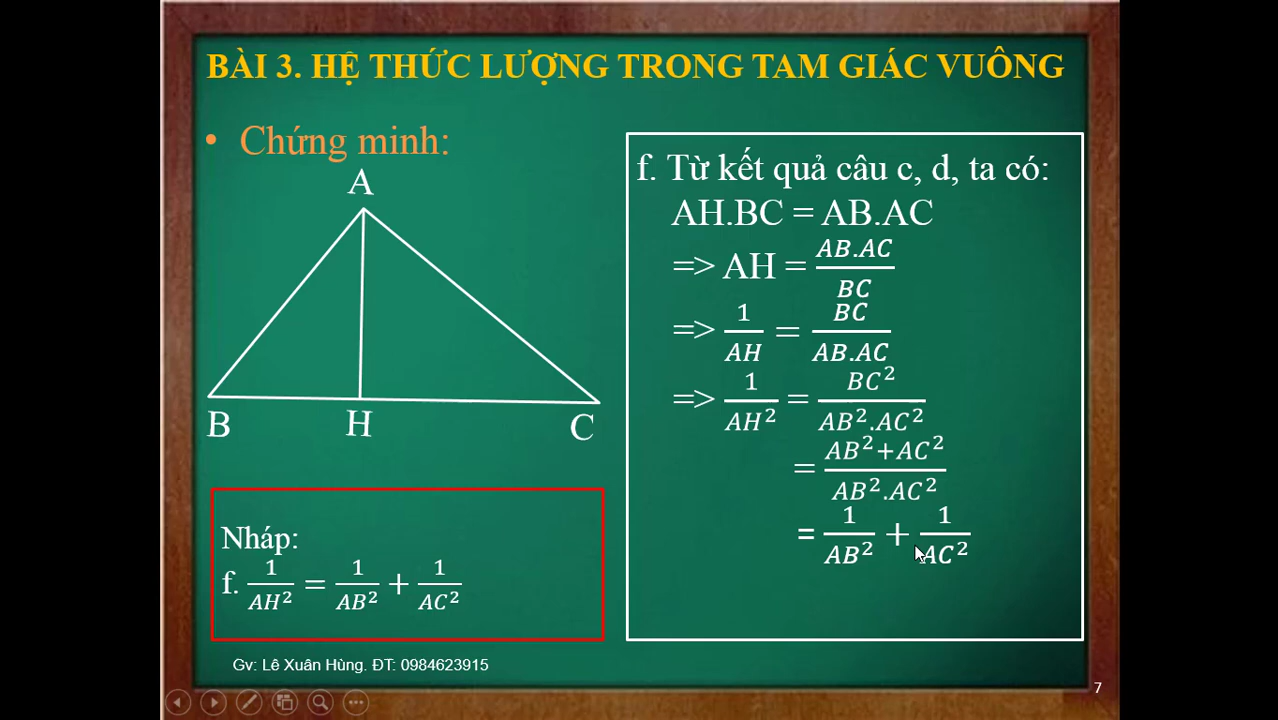 BÀI 3. HỆ THỨC LƯỢNG TRONG TAM GIÁC VUÔNG
• Chứng minh:
A
B H C
Nháp:
f. 1/AH² = 1/AB² + 1/AC²
Gv: Lê Xuân Hùng. ĐT: 0984623915
f. Từ kết quả câu c, d, ta có:
AH.BC = AB.AC
=> AH = AB.AC/BC
=> 1/AH = BC/AB.AC
=> 1/AH² = BC²/AB².AC²
= AB²+AC²/AB².AC²
= 1/AB² + 1/AC²
7